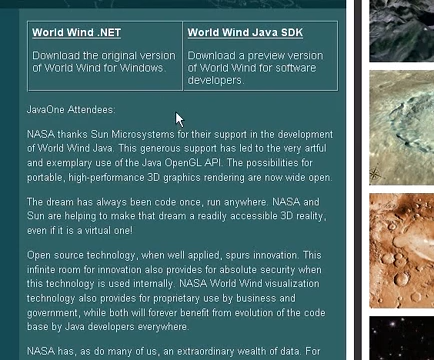 World Wind .NET
Download the original version
of World Wind for Windows.
World Wind Java SDK
Download a preview version
of World Wind for software
developers.
JavaOne Attendees:
NASA thanks Sun Microsystems for their support in the development
of World Wind Java. This generous support has led to the very artful
and exemplary use of the Java OpenGL API. The possibilities for
portable, high-performance 3D graphics rendering are now wide open.
The dream has always been code once, run anywhere. NASA and
Sun are helping to make that dream a readily accessible 3D reality,
even if it is a virtual one!
Open source technology, when well applied, spurs innovation. This
infinite room for innovation also provides for absolute security when
this technology is used internally. NASA World Wind visualization
technology also provides for proprietary use by business and
government, while both will forever benefit from evolution of the code
base by Java developers everywhere.
NASA has, as do many of us, an extraordinary wealth of data. For